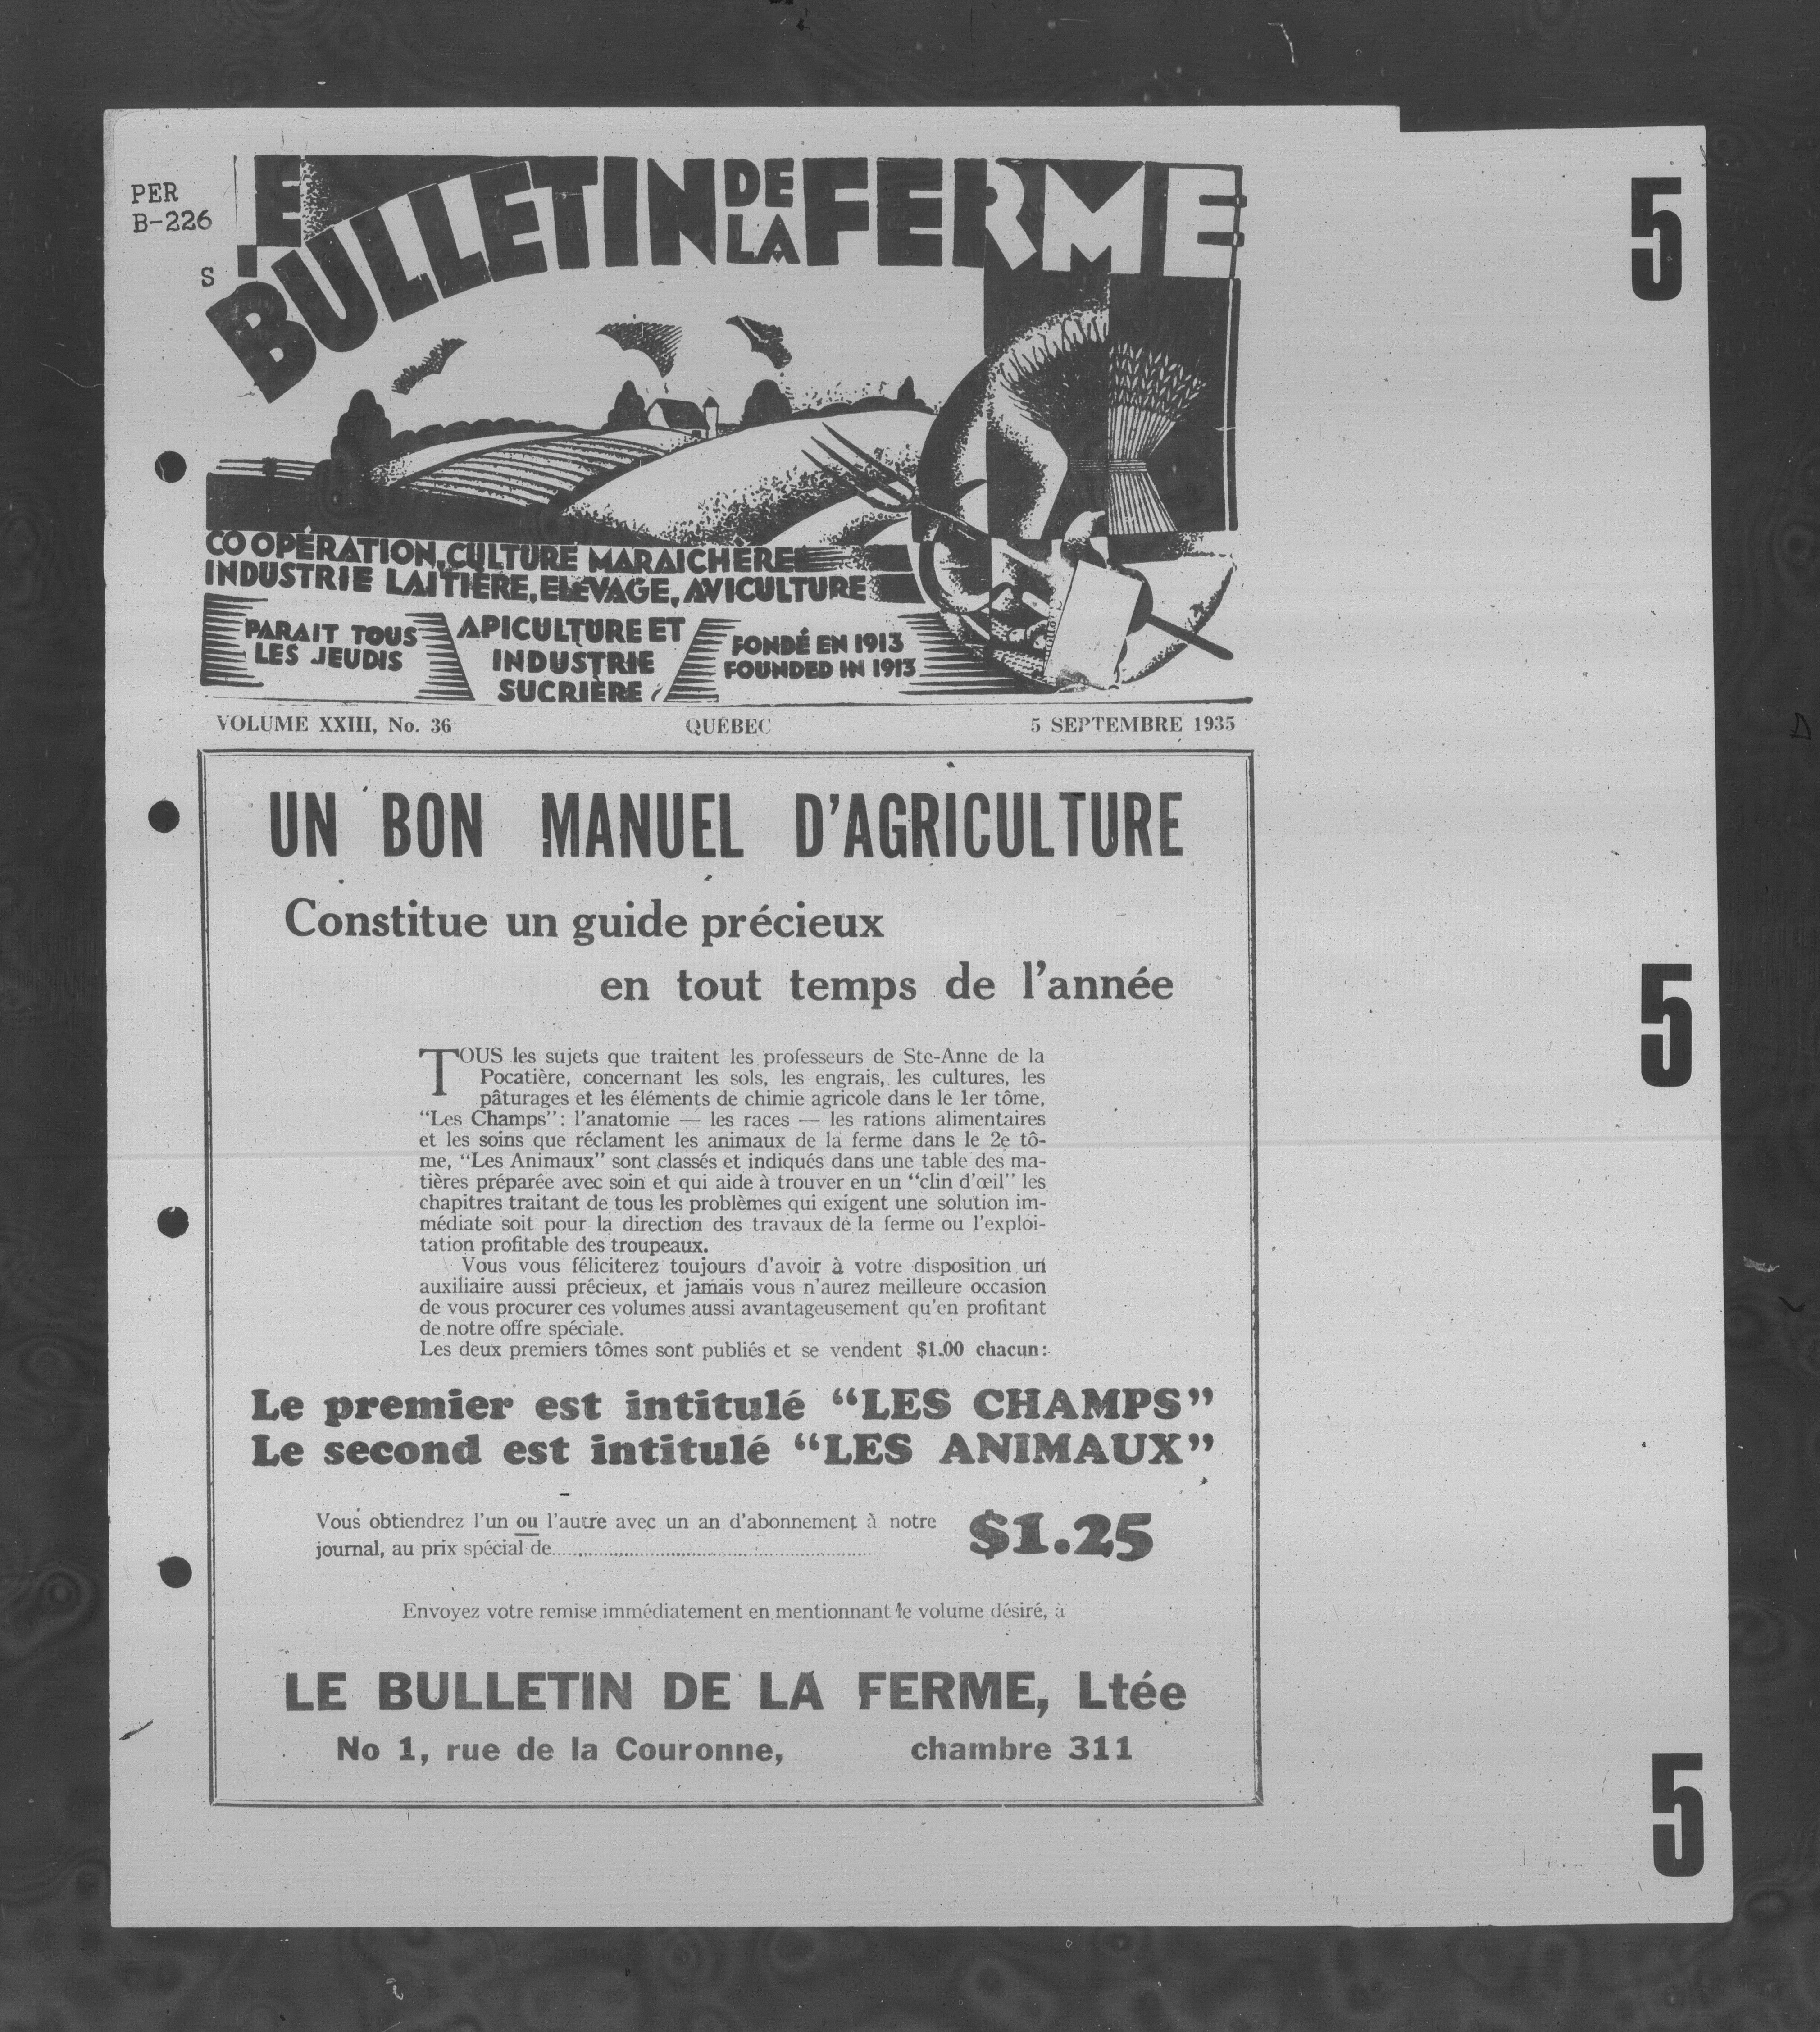 PER
B-226
S
LE BULLETIN DE LA FERME
COOPÉRATION, CULTURE MARAICHÈRE
INDUSTRIE LAITIÈRE, ELEVAGE, AVICULTURE
PARAIT TOUS
LES JEUDIS
APICULTURE ET
INDUSTRIE
SUCRIÈRE
FONDÉ EN 1913
FOUNDED IN 1913
VOLUME XXIII, No. 36 QUÉBEC 5 SEPTEMBRE 1935
UN BON MANUEL D'AGRICULTURE
Constitue un guide précieux
en tout temps de l'année
TOUS les sujets que traitent les professeurs de Ste-Anne de la
Pocatière, concernant les sols, les engrais, les cultures, les
pâturages et les éléments de chimie agricole dans le 1er tôme,
“Les Champs”: l'anatomie — les races — les rations alimentaires
et les soins que réclament les animaux de la ferme dans le 2e tô-
me, “Les Animaux” sont classés et indiqués dans une table des ma-
tières préparée avec soin et qui aide à trouver en un “clin d'œil” les
chapitres traitant de tous les problèmes qui exigent une solution im-
médiate soit pour la direction des travaux de la ferme ou l'exploi-
tation profitable des troupeaux.
Vous vous féliciterez toujours d'avoir à votre disposition un
auxiliaire aussi précieux, et jamais vous n'aurez meilleure occasion
de vous procurer ces volumes aussi avantageusement qu'en profitant
de notre offre spéciale.
Les deux premiers tômes sont publiés et se vendent $1.00 chacun:
Le premier est intitulé “LES CHAMPS”
Le second est intitulé “LES ANIMAUX”
Vous obtiendrez l'un ou l'autre avec un an d'abonnement à notre
journal, au prix spécial de.......... $1.25
Envoyez votre remise immédiatement en mentionnant le volume désiré, à
LE BULLETIN DE LA FERME, Ltée
No 1, rue de la Couronne, chambre 311
5
5
5